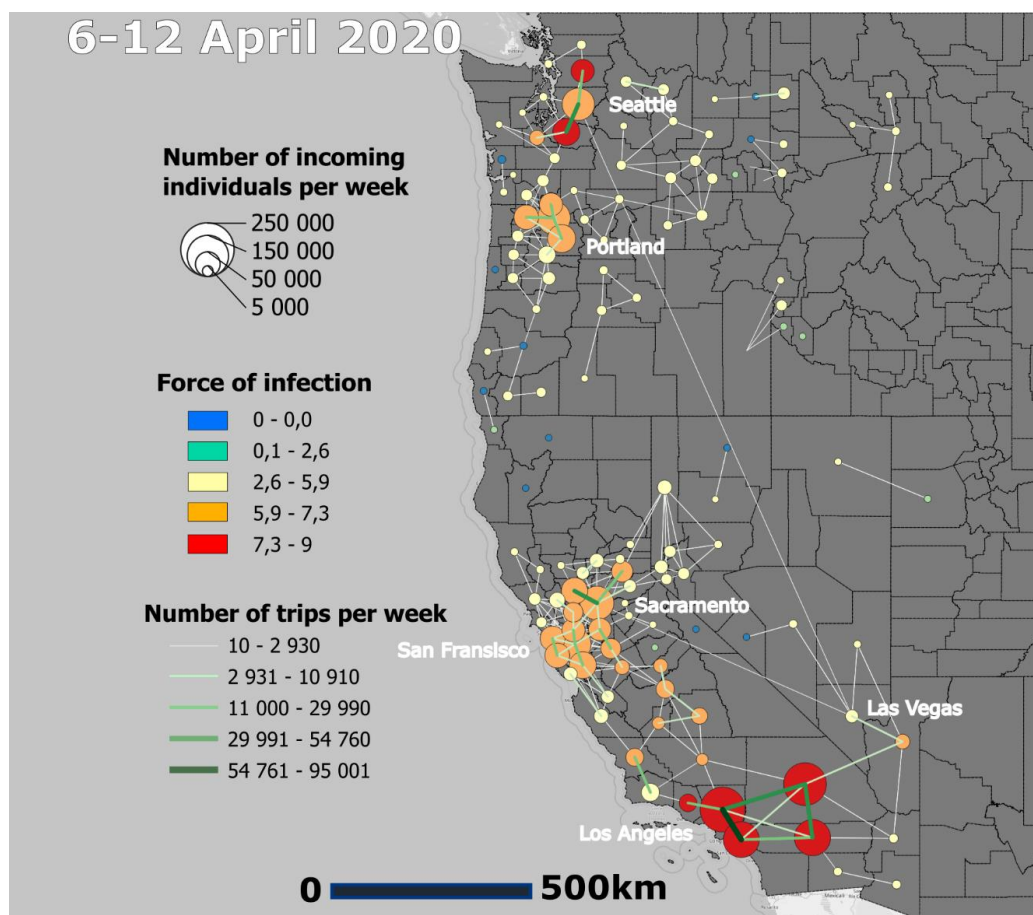 6-12 April 2020
Number of incoming
individuals per week
250 000
150 000
50 000
5 000
Force of infection
0 - 0,0
0,1 - 2,6
2,6 - 5,9
5,9 - 7,3
7,3 - 9
Number of trips per week
10 - 2 930
2 931 - 10 910
11 000 - 29 990
29 991 - 54 760
54 761 - 95 001
Seattle
Portland
Sacramento
San Fransisco
Las Vegas
Los Angeles
0 500km